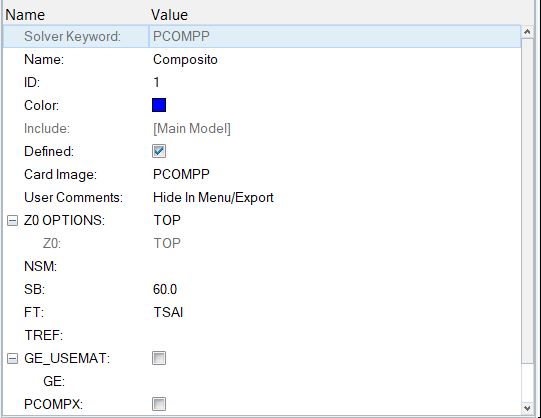 Name Value
Solver Keyword: PCOMPP
Name: Composito
ID: 1
Color:
Include: [Main Model]
Defined:
Card Image: PCOMPP
User Comments: Hide In Menu/Export
Z0 OPTIONS: TOP
Z0: TOP
NSM:
SB: 60.0
FT: TSAI
TREF:
GE_USEMAT:
GE:
PCOMPX: